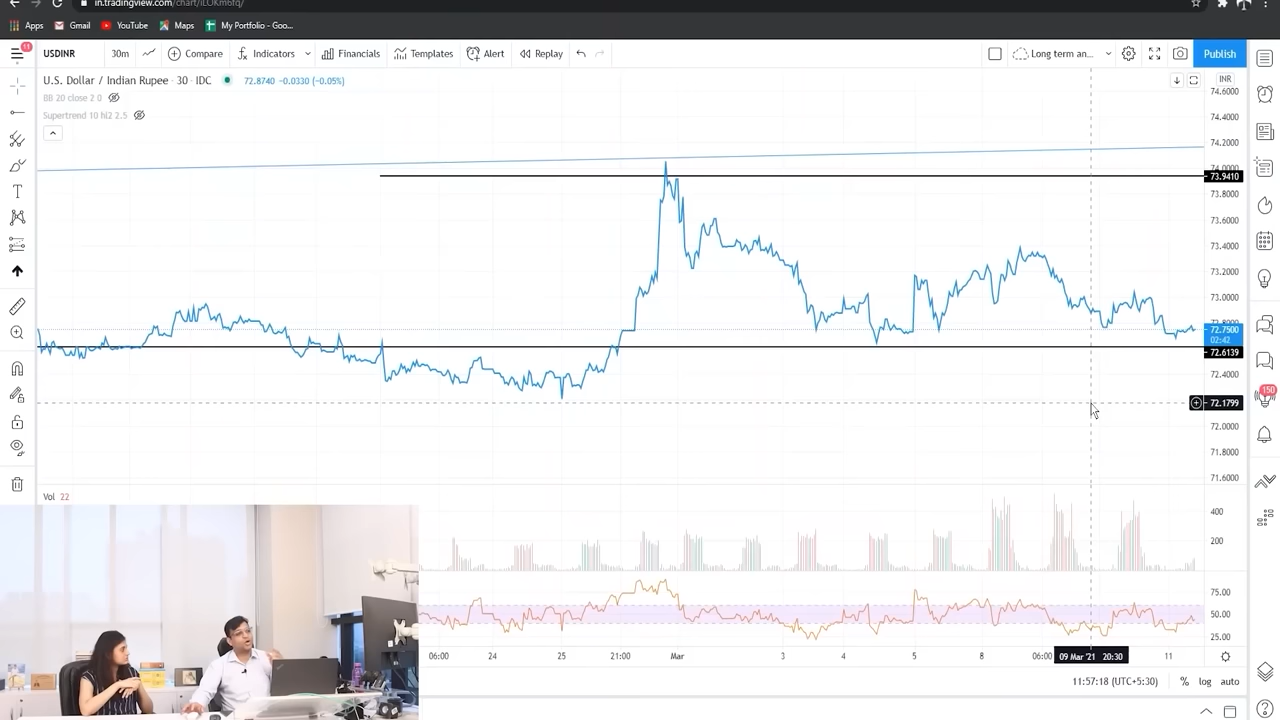 in.tradingview.com/chart/iLOKm6fq/
Apps Gmail YouTube Maps My Portfolio - Goo...
11 USDINR 30m Compare Indicators Financials Templates Alert Replay Long term an... Publish
U.S. Dollar / Indian Rupee · 30 · IDC 72.8740 -0.0330 (-0.05%) INR
BB 20 close 2 0
Supertrend 10 hl2 2.5
74.6000
74.4000
74.2000
74.0000
73.9410
73.8000
73.6000
73.4000
73.2000
73.0000
72.8000
72.7500
02:42
72.6139
72.4000
150
72.1799
72.0000
71.8000
71.6000
Vol 22
400
200
75.00
50.00
25.00
06:00 24 25 21:00 Mar 3 4 5 8 06:00 09 Mar '21 20:30 11
11:57:18 (UTC+5:30) % log auto